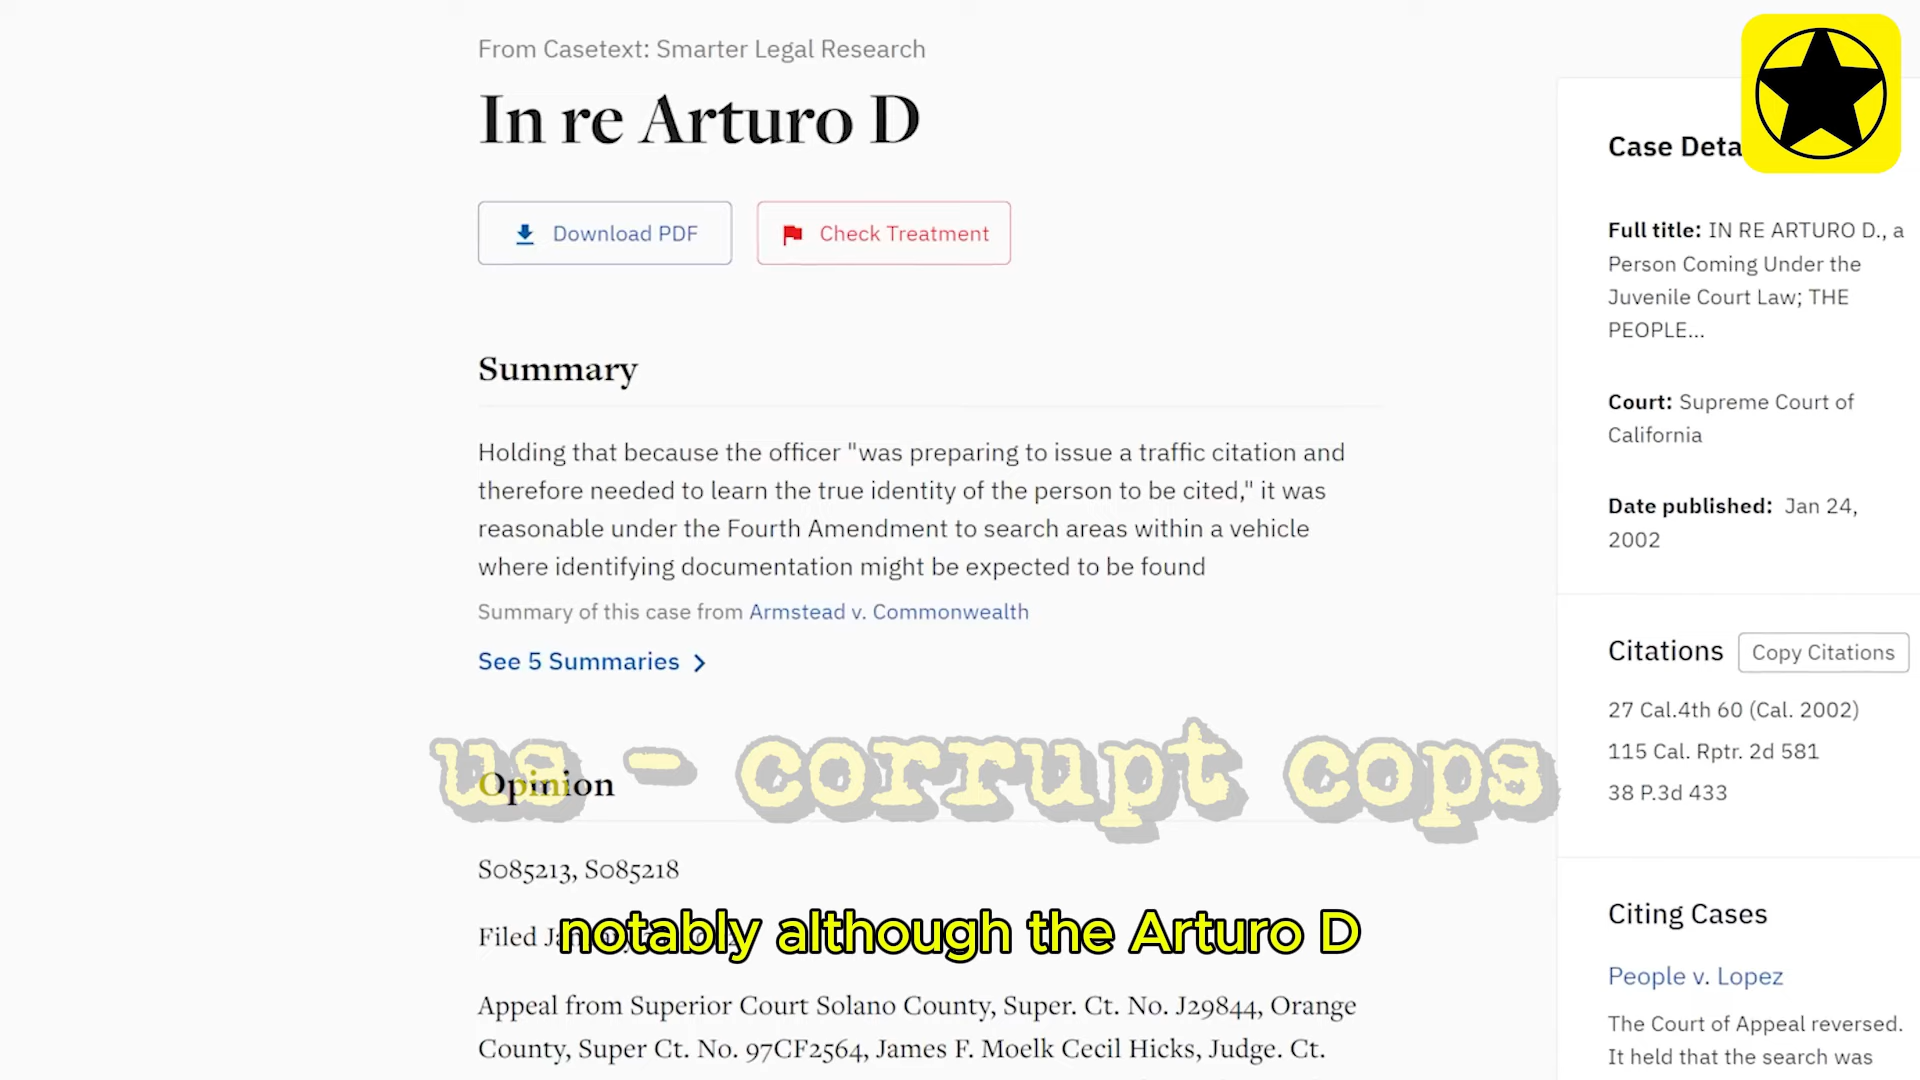 From Casetext: Smarter Legal Research
In re Arturo D
Download PDF
Check Treatment
Summary
Holding that because the officer "was preparing to issue a traffic citation and
therefore needed to learn the true identity of the person to be cited," it was
reasonable under the Fourth Amendment to search areas within a vehicle
where identifying documentation might be expected to be found
Summary of this case from Armstead v. Commonwealth
See 5 Summaries
us - corrupt cops
Opinion
S085213, S085218
Filed
notably although the Arturo D
Appeal from Superior Court Solano County, Super. Ct. No. J29844, Orange
County, Super Ct. No. 97CF2564, James F. Moelk Cecil Hicks, Judge. Ct.
Case Deta
Full title: IN RE ARTURO D., a
Person Coming Under the
Juvenile Court Law; THE
PEOPLE...
Court: Supreme Court of
California
Date published: Jan 24,
2002
Citations
Copy Citations
27 Cal.4th 60 (Cal. 2002)
115 Cal. Rptr. 2d 581
38 P.3d 433
Citing Cases
People v. Lopez
The Court of Appeal reversed.
It held that the search was